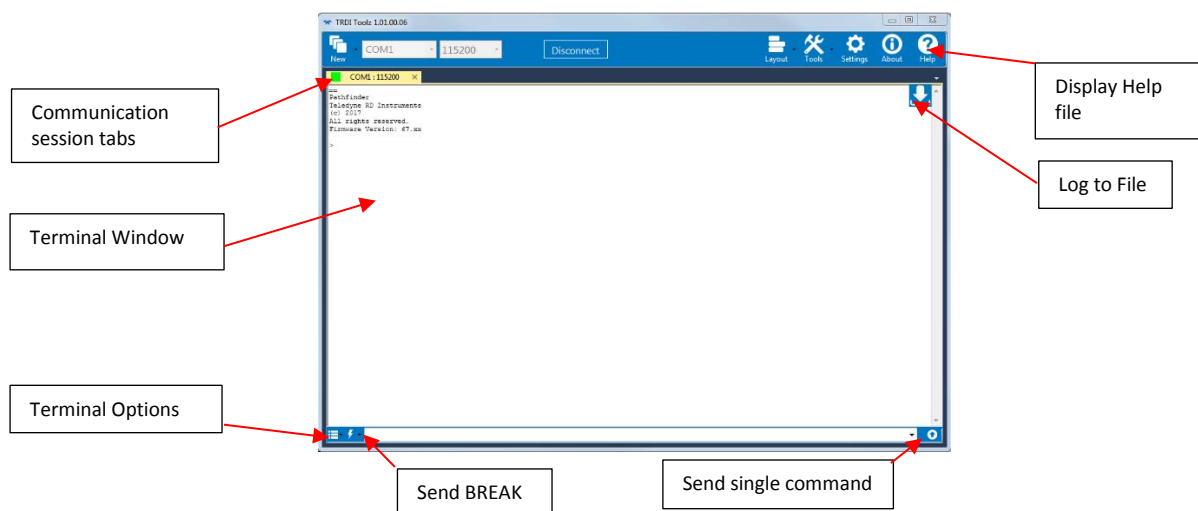 TRDI Toolz 1.01.00.06
New
COM1
115200
Disconnect
Layout
Tools
Settings
About
Help
COM1 : 115200
==
Pathfinder
Teledyne RD Instruments
(c) 2017
All rights reserved.
Firmware Version: 67.xx
>
Communication
session tabs
Terminal Window
Terminal Options
Send BREAK
Send single command
Display Help
file
Log to File